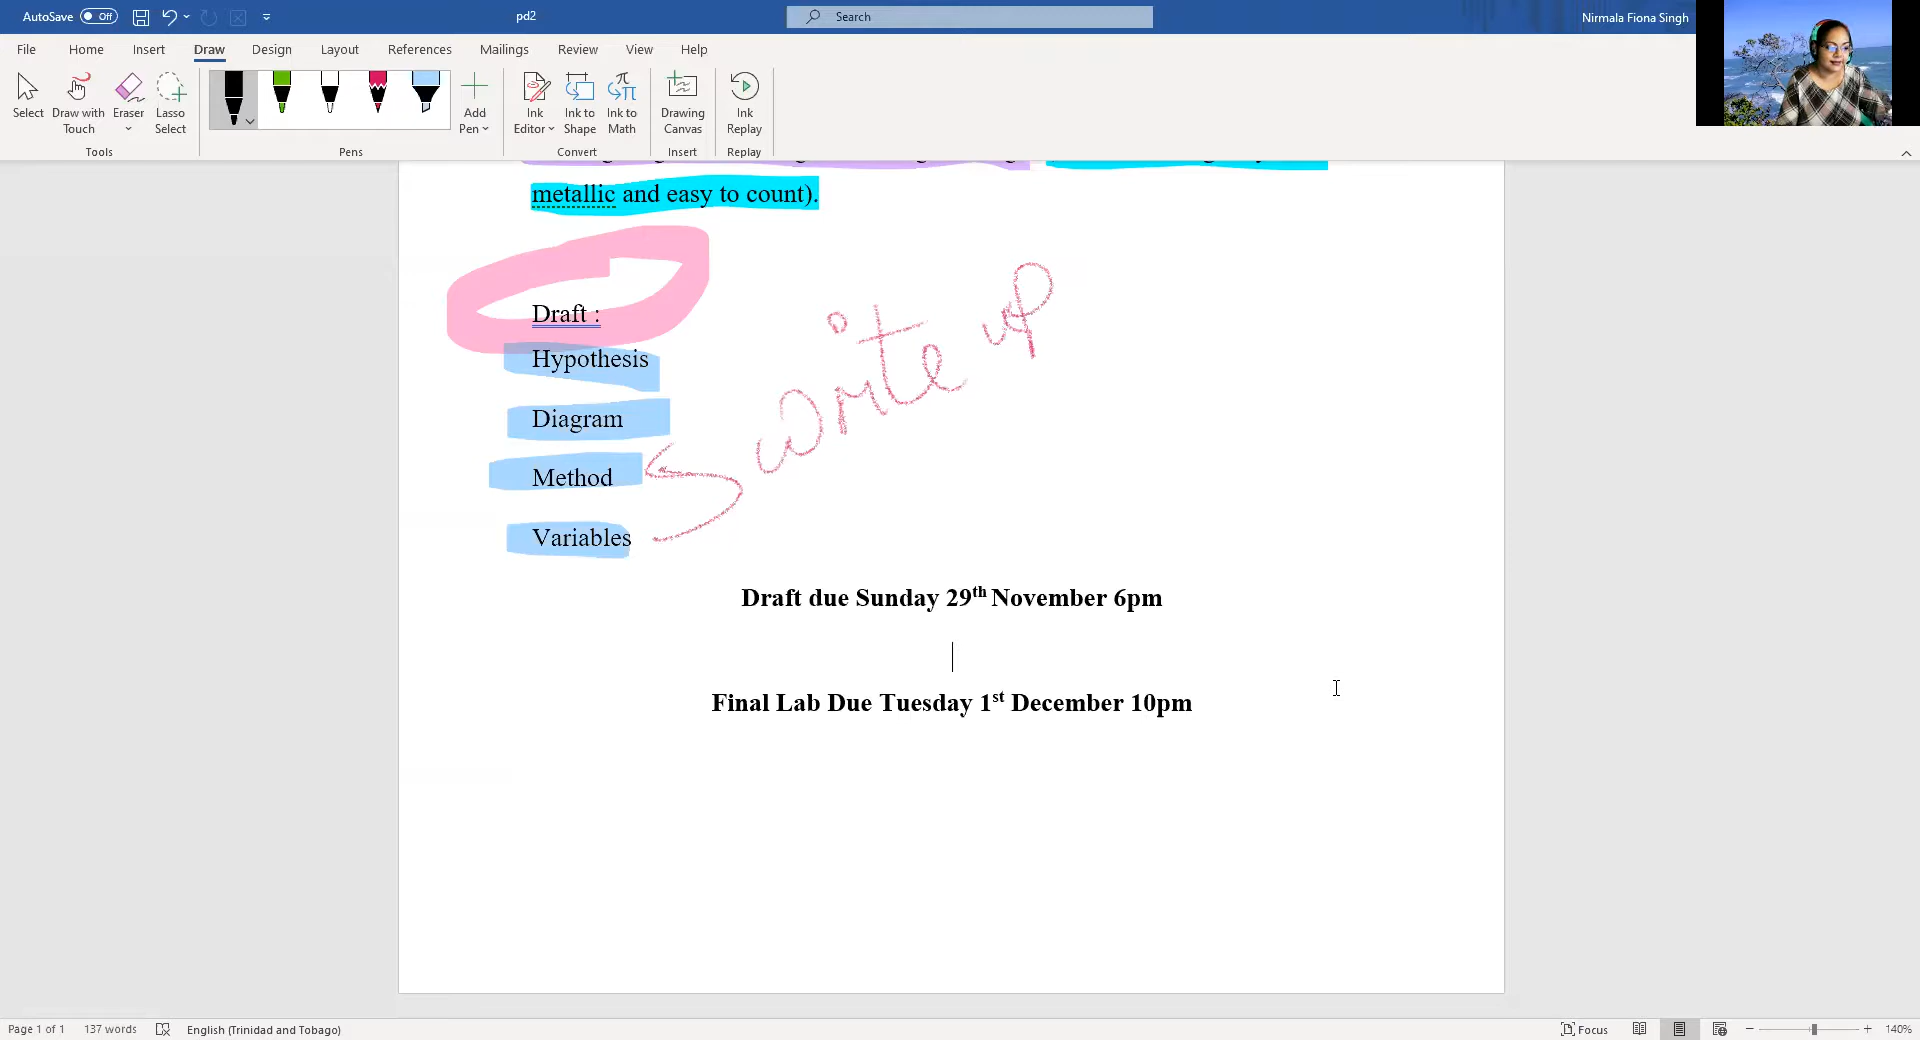 AutoSave Off pd2 Search Nirmala Fiona Singh
File Home Insert Draw Design Layout References Mailings Review View Help
Select Draw with Touch Eraser Lasso Select Add Pen Ink Editor Ink to Shape Ink to Math Drawing Canvas Ink Replay
Tools Pens Convert Insert Replay
metallic and easy to count).
Draft :
Hypothesis
Diagram
Method
Variables
write up
Draft due Sunday 29th November 6pm
Final Lab Due Tuesday 1st December 10pm
Page 1 of 1 137 words English (Trinidad and Tobago) Focus 140%